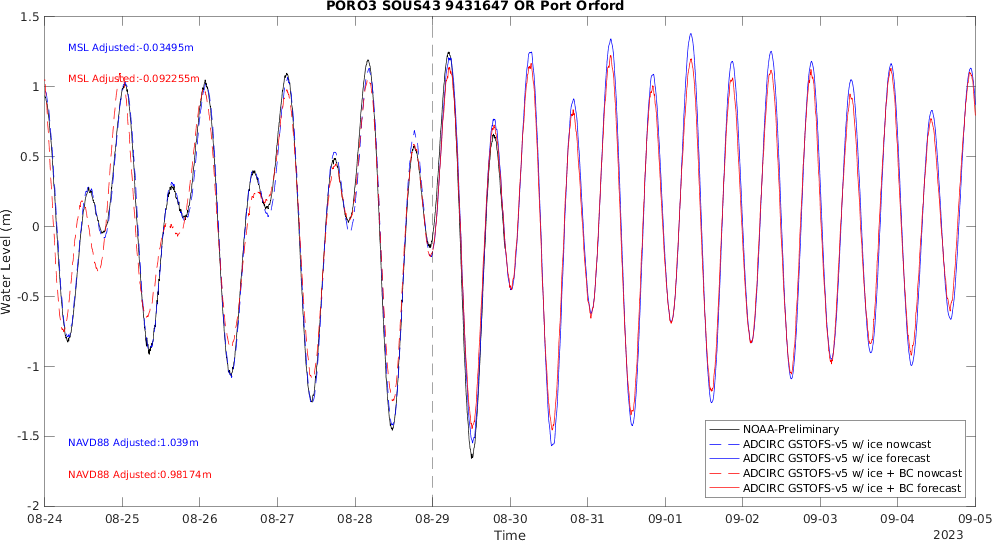 PORO3 SOUS43 9431647 OR Port Orford
1.5
1
0.5
0
-0.5
-1
-1.5
-2
Water Level (m)
MSL Adjusted:-0.03495m
MSL Adjusted:-0.092255m
NAVD88 Adjusted:1.039m
NAVD88 Adjusted:0.98174m
NOAA-Preliminary
ADCIRC GSTOFS-v5 w/ ice nowcast
ADCIRC GSTOFS-v5 w/ ice forecast
ADCIRC GSTOFS-v5 w/ ice + BC nowcast
ADCIRC GSTOFS-v5 w/ ice + BC forecast
08-24 08-25 08-26 08-27 08-28 08-29 08-30 08-31 09-01 09-02 09-03 09-04 09-05
Time
2023